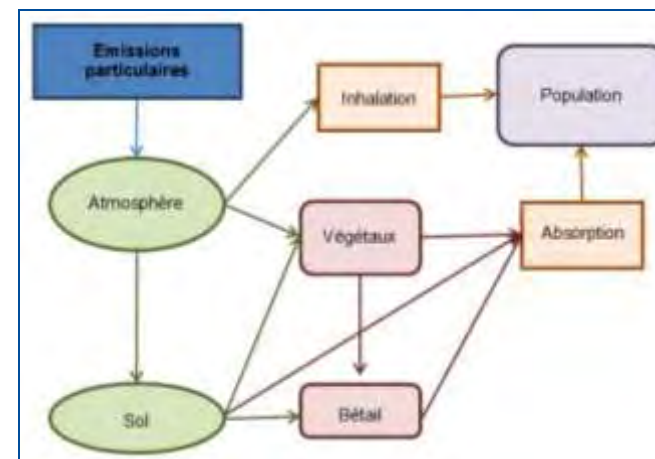 Emissions
particulaires
Inhalation
Population
Atmosphère
Végétaux
Absorption
Sol
Bétail